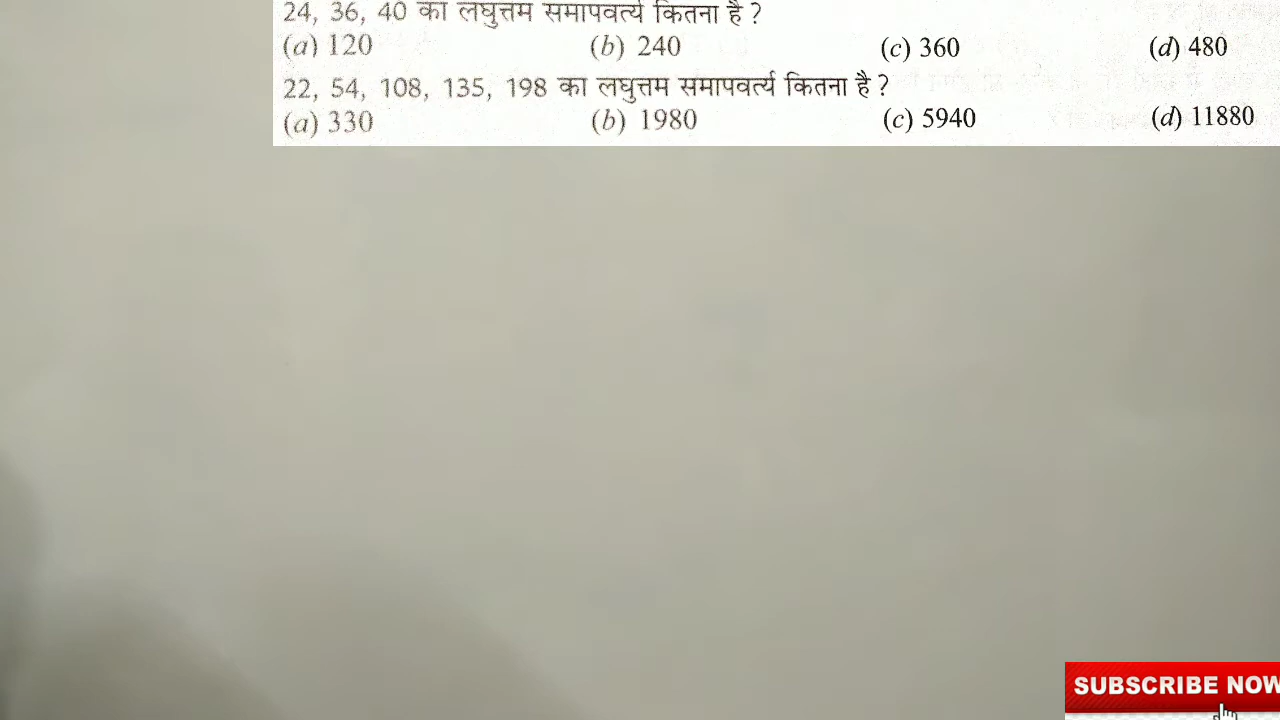 24, 36, 40 का लघुत्तम समापवर्त्य कितना है ?
(a) 120 (b) 240 (c) 360 (d) 480
22, 54, 108, 135, 198 का लघुत्तम समापवर्त्य कितना है ?
(a) 330 (b) 1980 (c) 5940 (d) 11880
SUBSCRIBE NOW